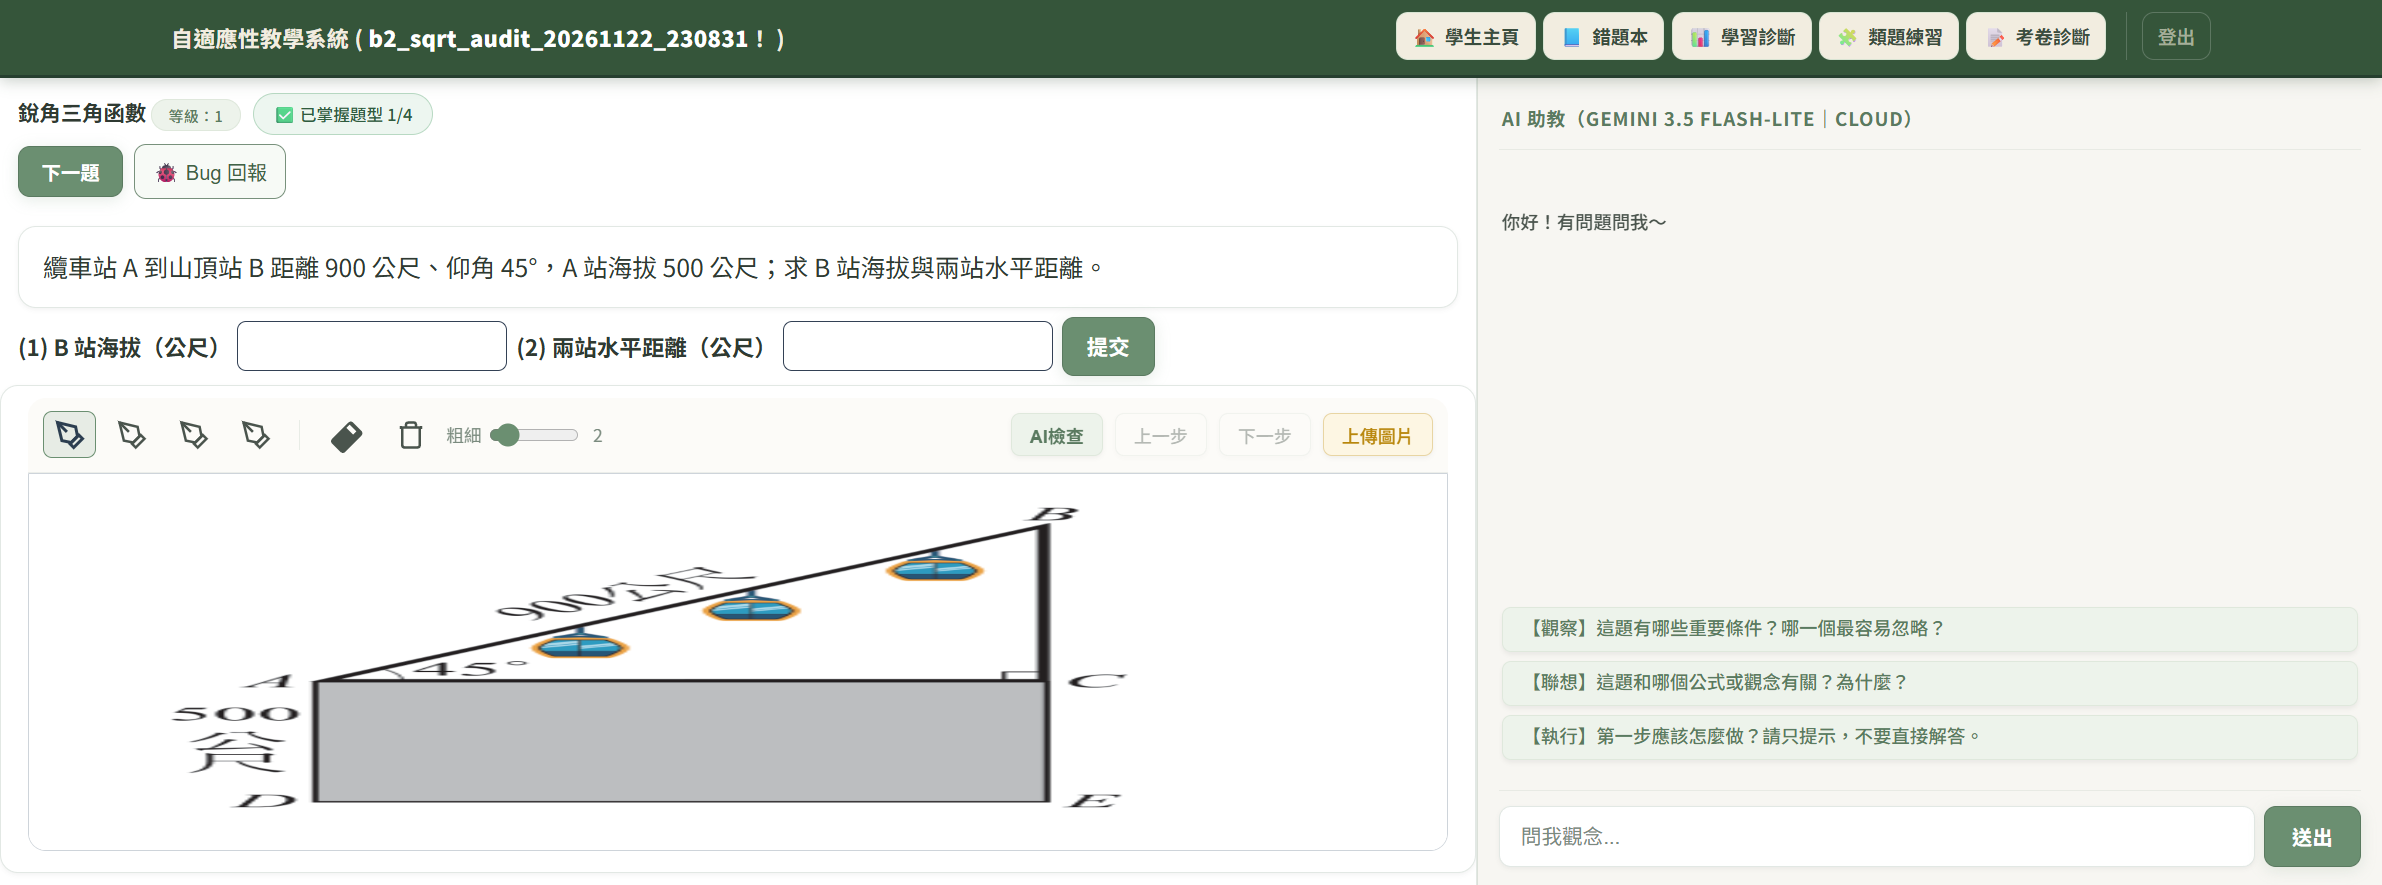 自適應性教學系統 ( b2_sqrt_audit_20261122_230831！ )
學生主頁
錯題本
學習診斷
類題練習
考卷診斷
登出
銳角三角函數
等級：1
已掌握題型 1/4
下一題
Bug 回報
纜車站 A 到山頂站 B 距離 900 公尺、仰角 45°，A 站海拔 500 公尺；求 B 站海拔與兩站水平距離。
(1) B 站海拔（公尺）
(2) 兩站水平距離（公尺）
提交
粗細
2
AI檢查
上一步
下一步
上傳圖片
B
900公尺
45°
A
C
500
公
尺
D
E
AI 助教（GEMINI 3.5 FLASH-LITE｜CLOUD）
你好！有問題問我～
【觀察】這題有哪些重要條件？哪一個最容易忽略？
【聯想】這題和哪個公式或觀念有關？為什麼？
【執行】第一步應該怎麼做？請只提示，不要直接解答。
問我觀念...
送出